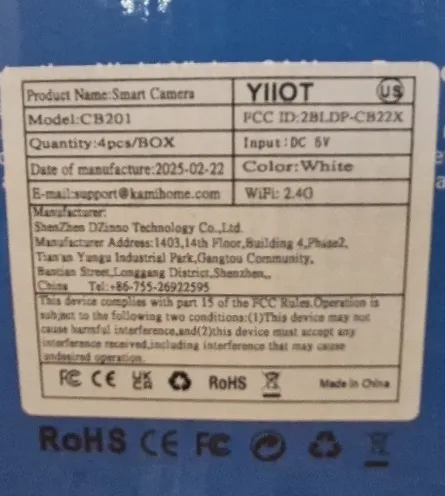 Product Name:Smart Camera
YIIOT
US
Model:CB201
FCC ID:2BLDP-CB22X
Quantity:4pcs/BOX
Input:DC 5V
Date of manufacture:2025-02-22
Color:White
E-mail:support@kamihome.com
WiFi: 2.4G
Manufacturer:
ShenZhen DZinno Technology Co.,Ltd.
Manufacturer Address:1403,14th Floor,Building 4,Phase2,
Tian'an Yungu Industrial Park,Gangtou Community,
Bantian Street,Longgang District,Shenzhen,,
China Tel:+86-755-26922595
This device complies with part 15 of the FCC Rules.Operation is
subject to the following two conditions:(1)This device may not
cause harmful interference,and(2)this device must accept any
interference received,including interference that may cause
undesired operation.
FC CE UK CA RoHS Made in China
RoHS CE FC